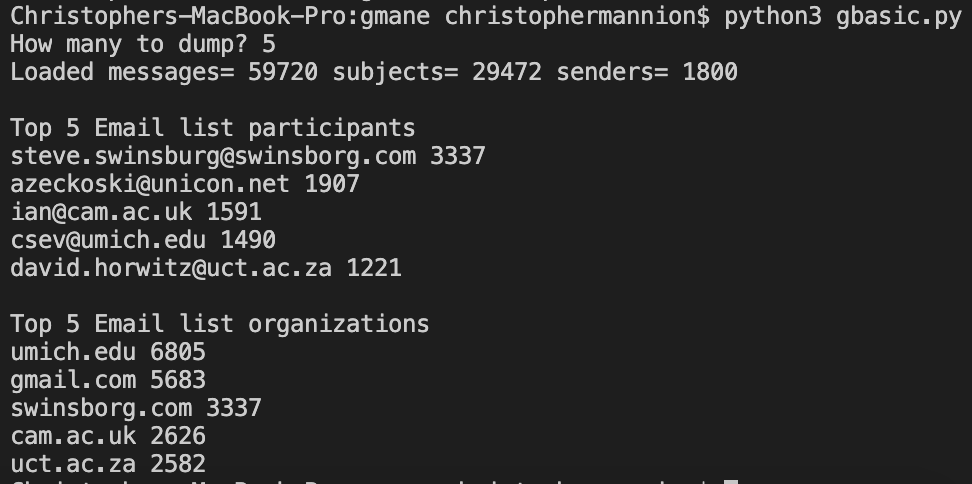 Christophers-MacBook-Pro:gmane christophermannion$ python3 gbasic.py
How many to dump? 5
Loaded messages= 59720 subjects= 29472 senders= 1800
Top 5 Email list participants
steve.swinsburg@swinsborg.com 3337
azeckoski@unicon.net 1907
ian@cam.ac.uk 1591
csev@umich.edu 1490
david.horwitz@uct.ac.za 1221
Top 5 Email list organizations
umich.edu 6805
gmail.com 5683
swinsborg.com 3337
cam.ac.uk 2626
uct.ac.za 2582